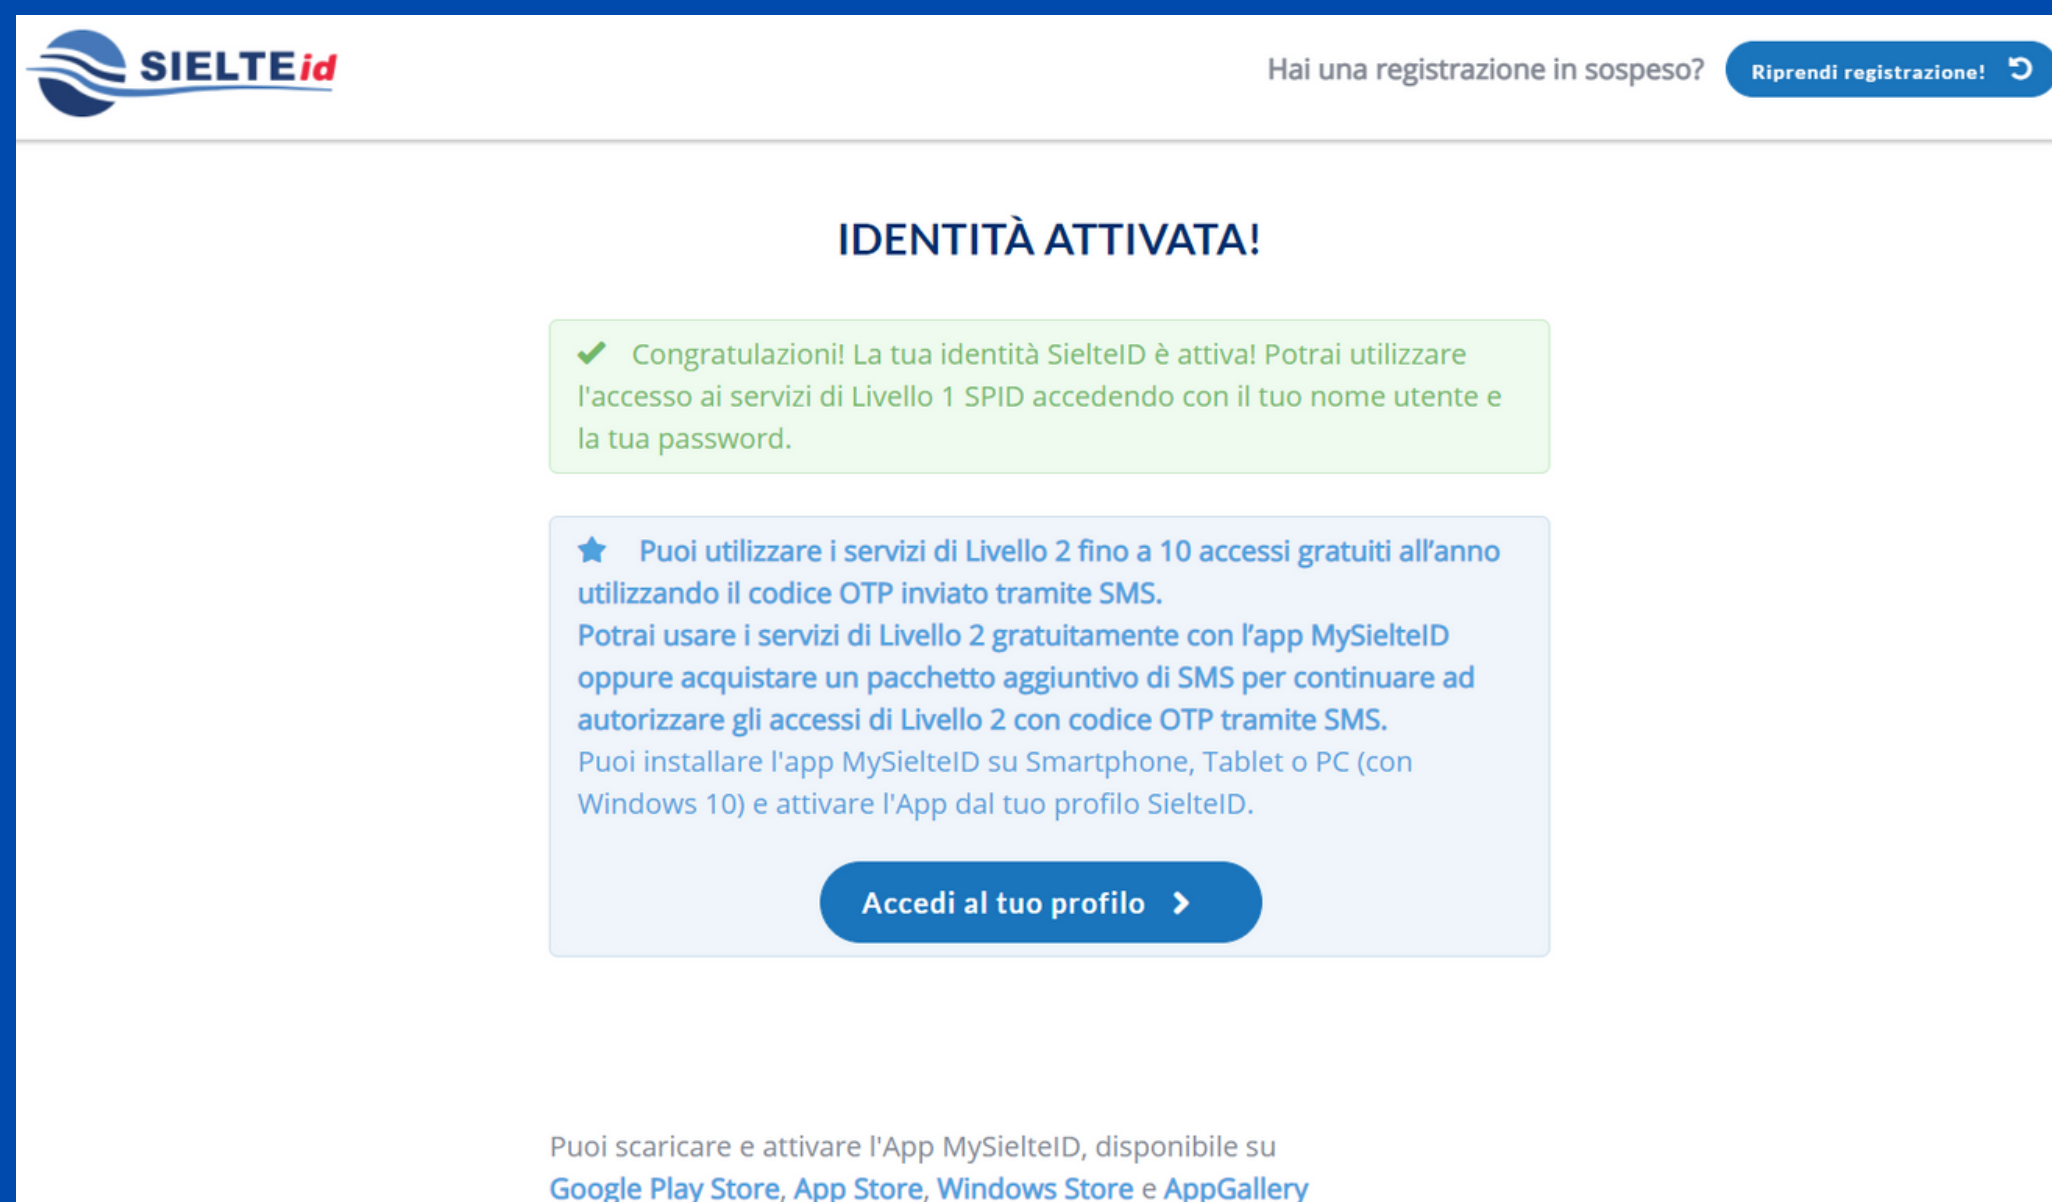 SIELTEid
Hai una registrazione in sospeso? Riprendi registrazione!
IDENTITÀ ATTIVATA!
Congratulazioni! La tua identità SielteID è attiva! Potrai utilizzare
l'accesso ai servizi di Livello 1 SPID accedendo con il tuo nome utente e
la tua password.
Puoi utilizzare i servizi di Livello 2 fino a 10 accessi gratuiti all’anno
utilizzando il codice OTP inviato tramite SMS.
Potrai usare i servizi di Livello 2 gratuitamente con l’app MySielteID
oppure acquistare un pacchetto aggiuntivo di SMS per continuare ad
autorizzare gli accessi di Livello 2 con codice OTP tramite SMS.
Puoi installare l'app MySielteID su Smartphone, Tablet o PC (con
Windows 10) e attivare l'App dal tuo profilo SielteID.
Accedi al tuo profilo
Puoi scaricare e attivare l'App MySielteID, disponibile su
Google Play Store, App Store, Windows Store e AppGallery